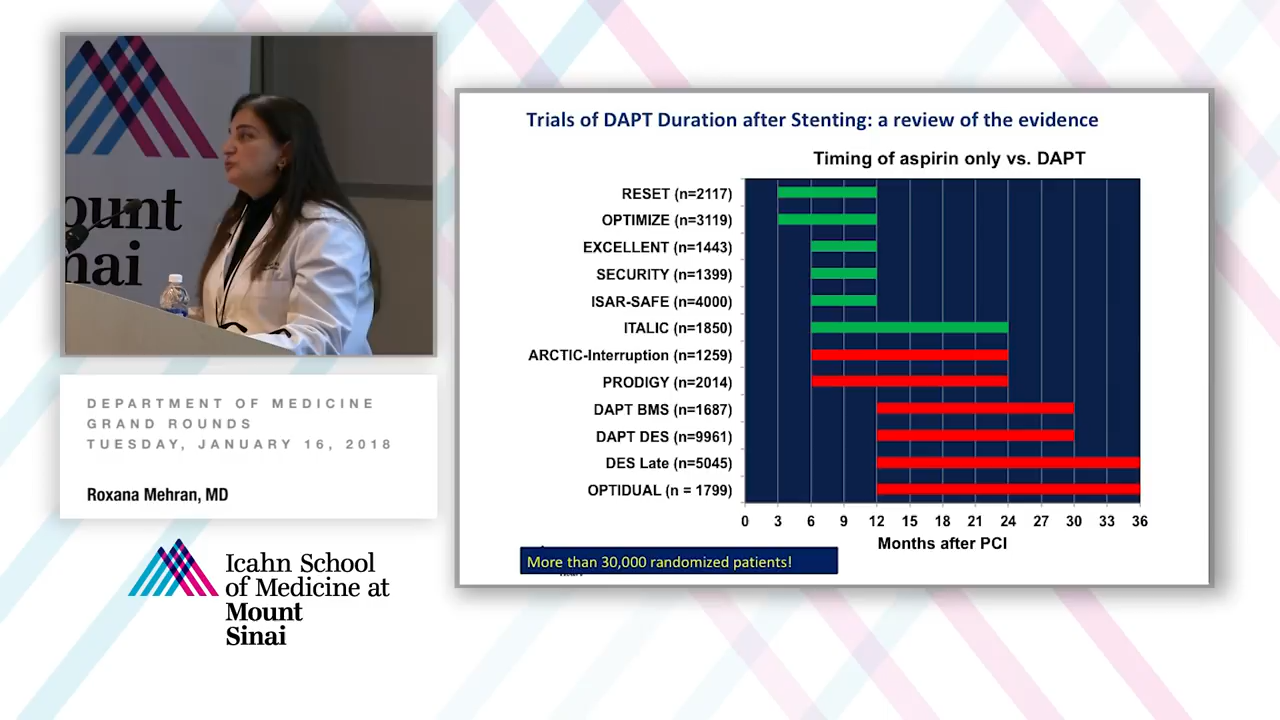 ount
nai
DEPARTMENT OF MEDICINE
GRAND ROUNDS
TUESDAY, JANUARY 16, 2018
Roxana Mehran, MD
Icahn School
of Medicine at
Mount
Sinai
Trials of DAPT Duration after Stenting: a review of the evidence
Timing of aspirin only vs. DAPT
RESET (n=2117)
OPTIMIZE (n=3119)
EXCELLENT (n=1443)
SECURITY (n=1399)
ISAR-SAFE (n=4000)
ITALIC (n=1850)
ARCTIC-Interruption (n=1259)
PRODIGY (n=2014)
DAPT BMS (n=1687)
DAPT DES (n=9961)
DES Late (n=5045)
OPTIDUAL (n = 1799)
0 3 6 9 12 15 18 21 24 27 30 33 36
Months after PCI
More than 30,000 randomized patients!